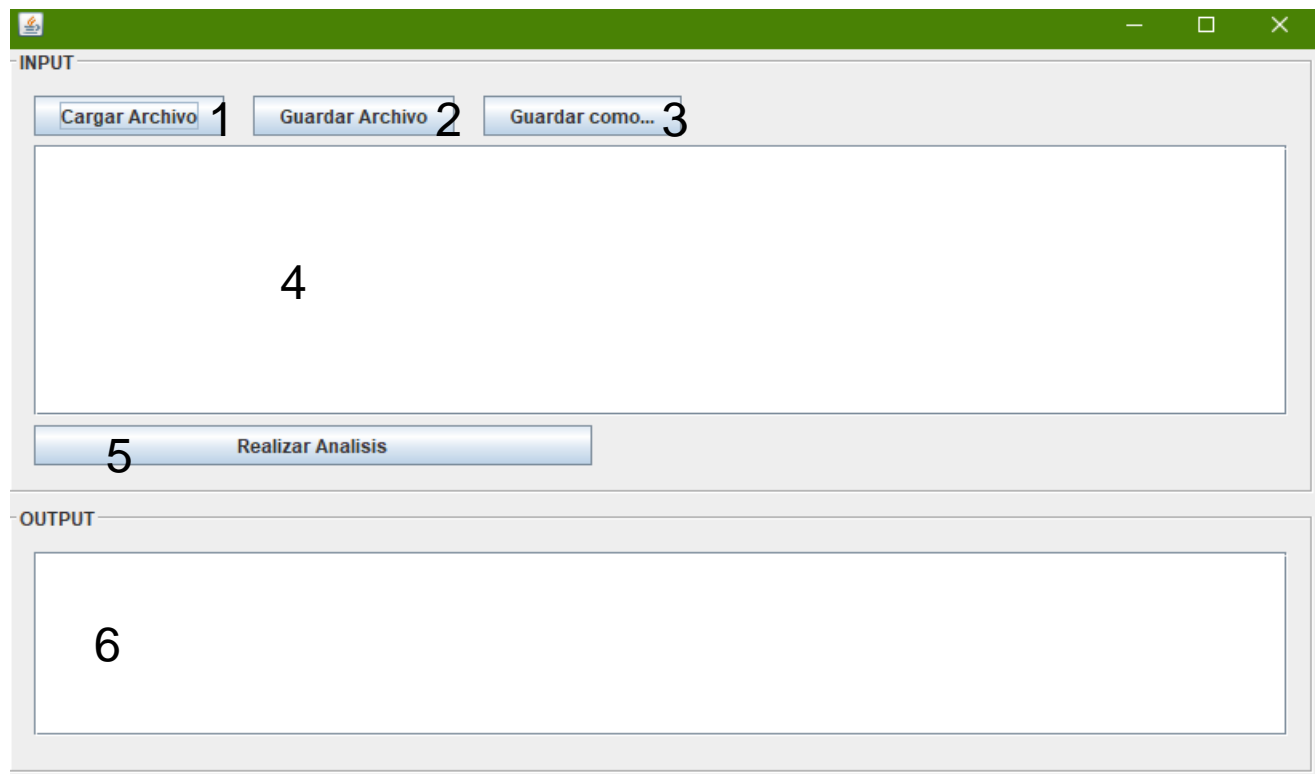 INPUT
Cargar Archivo 1 Guardar Archivo 2 Guardar como... 3
4
5 Realizar Analisis
OUTPUT
6